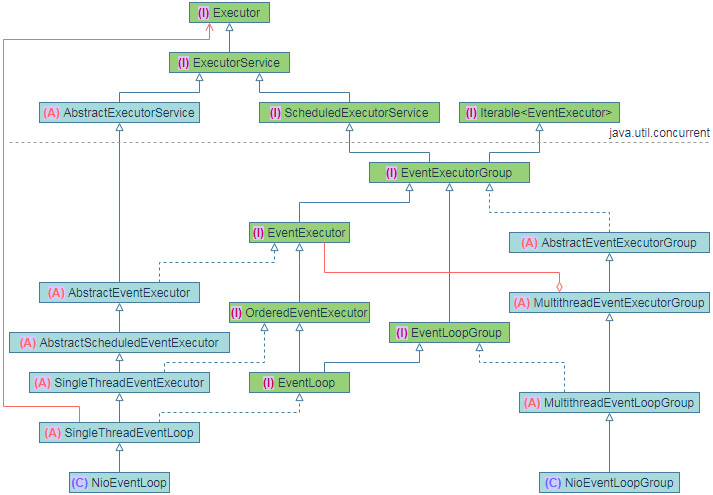 (I) Executor
(I) ExecutorService
(A) AbstractExecutorService
(I) ScheduledExecutorService
(I) Iterable<EventExecutor>
java.util.concurrent
(I) EventExecutorGroup
(I) EventExecutor
(A) AbstractEventExecutorGroup
(A) AbstractEventExecutor
(I) OrderedEventExecutor
(A) MultithreadEventExecutorGroup
(A) AbstractScheduledEventExecutor
(I) EventLoopGroup
(A) SingleThreadEventExecutor
(I) EventLoop
(A) MultithreadEventLoopGroup
(A) SingleThreadEventLoop
(C) NioEventLoop
(C) NioEventLoopGroup